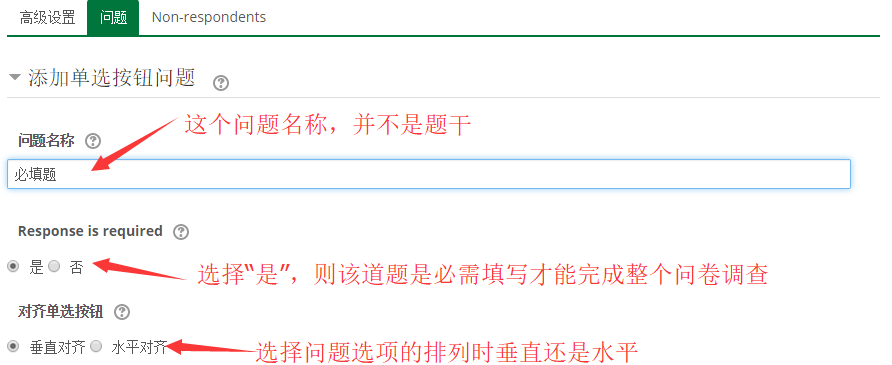 高级设置 问题 Non-respondents
添加单选按钮问题
这个问题名称，并不是题干
问题名称
必填题
Response is required
是 否
选择“是”，则该道题是必需填写才能完成整个问卷调查
对齐单选按钮
垂直对齐 水平对齐
选择问题选项的排列时垂直还是水平